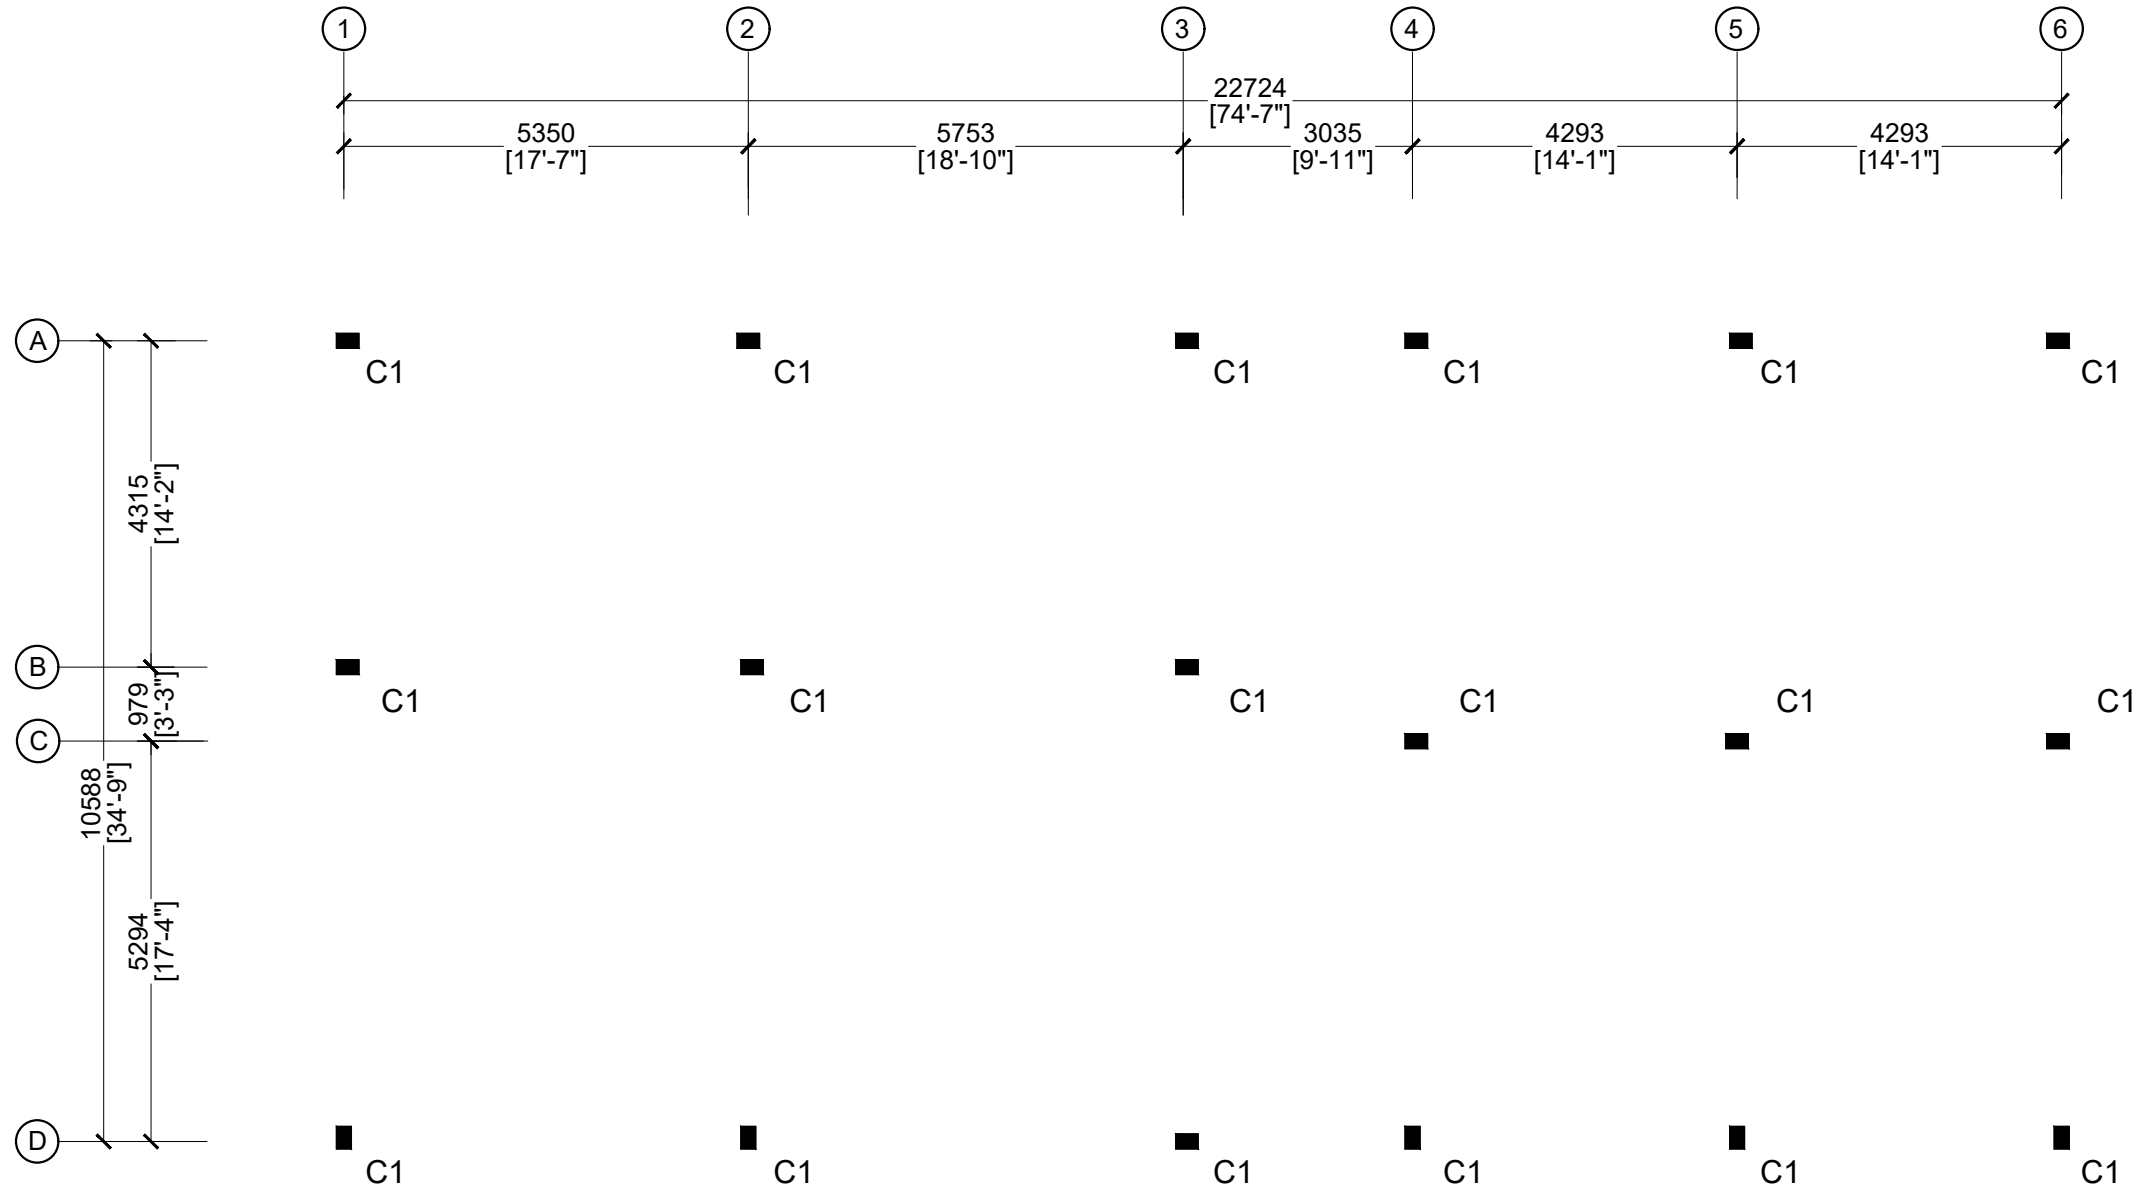 1 2 3 4 5 6
22724
[74'-7"]
5350 5753 3035 4293 4293
[17'-7"] [18'-10"] [9'-11"] [14'-1"] [14'-1"]
A
C1 C1 C1 C1 C1 C1
4315
[14'-2"]
B
979
[3'-3"]
C1 C1 C1 C1 C1 C1
C
10588
[34'-9"]
5294
[17'-4"]
D
C1 C1 C1 C1 C1 C1